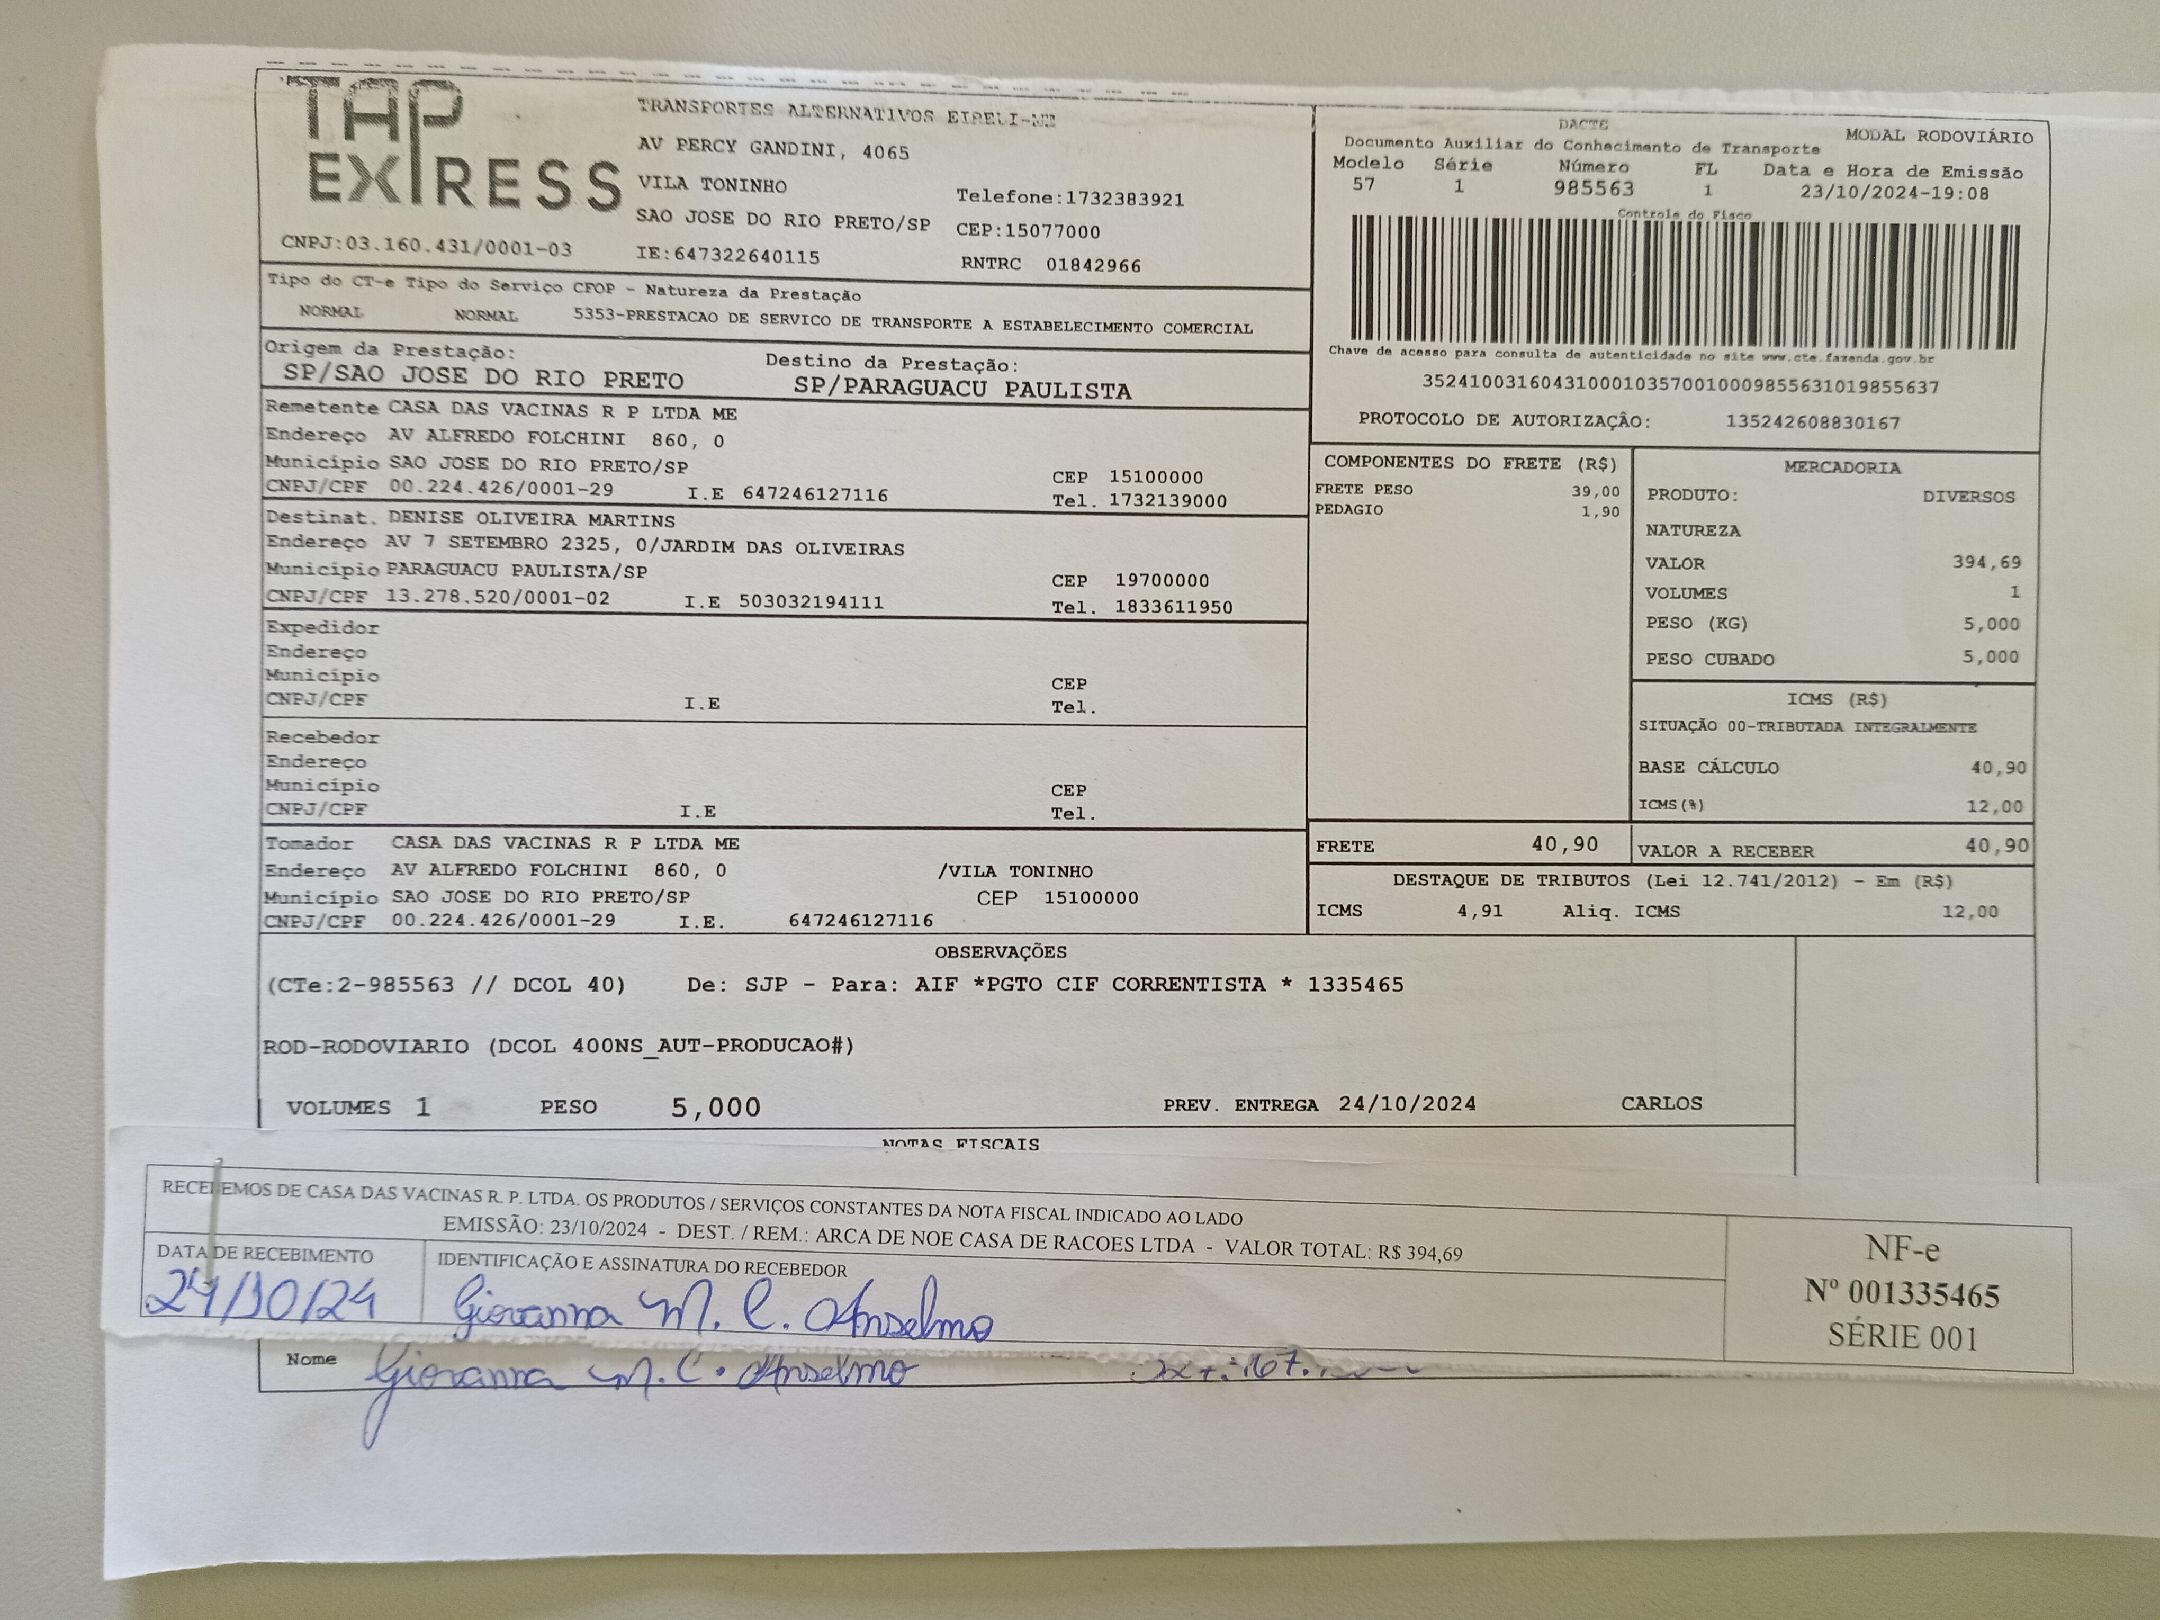 TAP EXPRESS
TRANSPORTES ALTERNATIVOS EIRELI-ME
AV PERCY GANDINI, 4065
VILA TONINHO
Telefone:1732383921
SAO JOSE DO RIO PRETO/SP CEP:15077000
CNPJ:03.160.431/0001-03 IE:647322640115 RNTRC 01842966
DACTE
MODAL RODOVIÁRIO
Documento Auxiliar do Conhecimento de Transporte
Modelo Série Número FL Data e Hora de Emissão
57 1 985563 1 23/10/2024-19:08
Controle do Fisco
Chave de acesso para consulta de autenticidade no site www.cte.fazenda.gov.br
35241003160431000103570010009855631019855637
PROTOCOLO DE AUTORIZAÇÂO: 135242608830167
Tipo do CT-e Tipo do Serviço CFOP - Natureza da Prestação
NORMAL NORMAL 5353-PRESTACAO DE SERVICO DE TRANSPORTE A ESTABELECIMENTO COMERCIAL
Origem da Prestação: Destino da Prestação:
SP/SAO JOSE DO RIO PRETO SP/PARAGUACU PAULISTA
Remetente CASA DAS VACINAS R P LTDA ME
Endereço AV ALFREDO FOLCHINI 860, 0
Município SAO JOSE DO RIO PRETO/SP CEP 15100000
CNPJ/CPF 00.224.426/0001-29 I.E 647246127116 Tel. 1732139000
Destinat. DENISE OLIVEIRA MARTINS
Endereço AV 7 SETEMBRO 2325, 0/JARDIM DAS OLIVEIRAS
Município PARAGUACU PAULISTA/SP CEP 19700000
CNPJ/CPF 13.278.520/0001-02 I.E 503032194111 Tel. 1833611950
Expedidor
Endereço
Município CEP
CNPJ/CPF I.E Tel.
Recebedor
Endereço
Município CEP
CNPJ/CPF I.E Tel.
Tomador CASA DAS VACINAS R P LTDA ME
Endereço AV ALFREDO FOLCHINI 860, 0 /VILA TONINHO
Município SAO JOSE DO RIO PRETO/SP CEP 15100000
CNPJ/CPF 00.224.426/0001-29 I.E. 647246127116
COMPONENTES DO FRETE (R$)
FRETE PESO 39,00
PEDAGIO 1,90
MERCADORIA
PRODUTO: DIVERSOS
NATUREZA
VALOR 394,69
VOLUMES 1
PESO (KG) 5,000
PESO CUBADO 5,000
ICMS (R$)
SITUAÇÃO 00-TRIBUTADA INTEGRALMENTE
BASE CÁLCULO 40,90
ICMS(%) 12,00
FRETE 40,90 VALOR A RECEBER 40,90
DESTAQUE DE TRIBUTOS (Lei 12.741/2012) - Em (R$)
ICMS 4,91 Aliq. ICMS 12,00
OBSERVAÇÕES
(CTe:2-985563 // DCOL 40) De: SJP - Para: AIF *PGTO CIF CORRENTISTA * 1335465
ROD-RODOVIARIO (DCOL 400NS_AUT-PRODUCAO#)
VOLUMES 1 PESO 5,000 PREV. ENTREGA 24/10/2024 CARLOS
NOTAS FISCAIS
RECEBEMOS DE CASA DAS VACINAS R. P. LTDA. OS PRODUTOS / SERVIÇOS CONSTANTES DA NOTA FISCAL INDICADO AO LADO
EMISSÃO: 23/10/2024 - DEST. / REM.: ARCA DE NOE CASA DE RACOES LTDA - VALOR TOTAL: R$ 394,69
DATA DE RECEBIMENTO IDENTIFICAÇÃO E ASSINATURA DO RECEBEDOR
24/10/24 Giovanna M. C. Anselmo
NF-e
Nº 001335465
SÉRIE 001
Nome Giovanna M. C. Anselmo